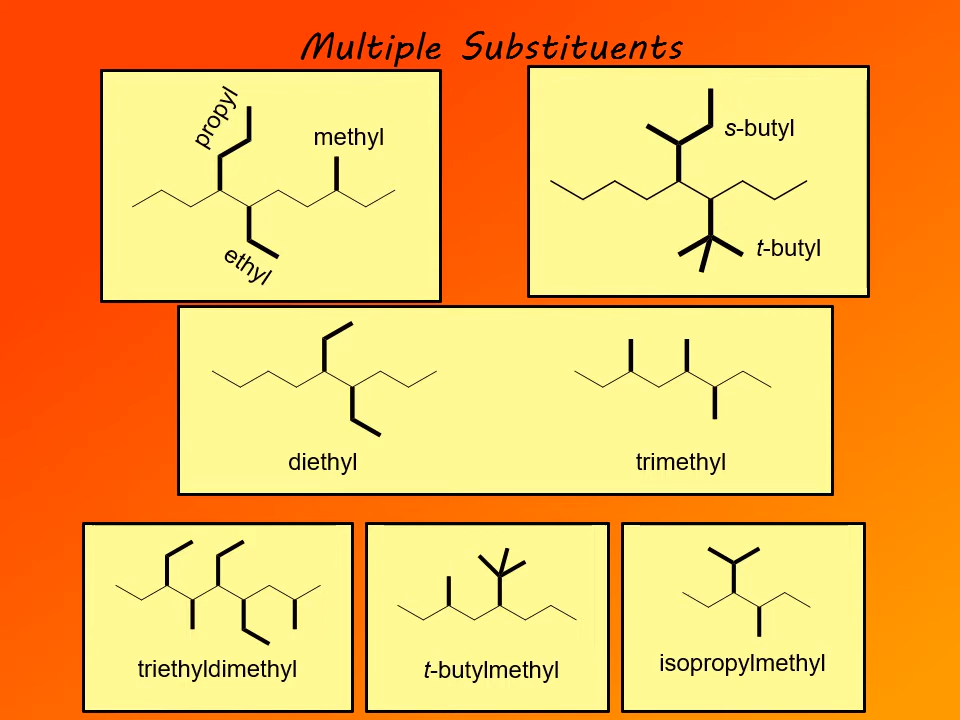 Multiple Substituents
propyl
methyl
ethyl
s-butyl
t-butyl
diethyl
trimethyl
triethyldimethyl
t-butylmethyl
isopropylmethyl